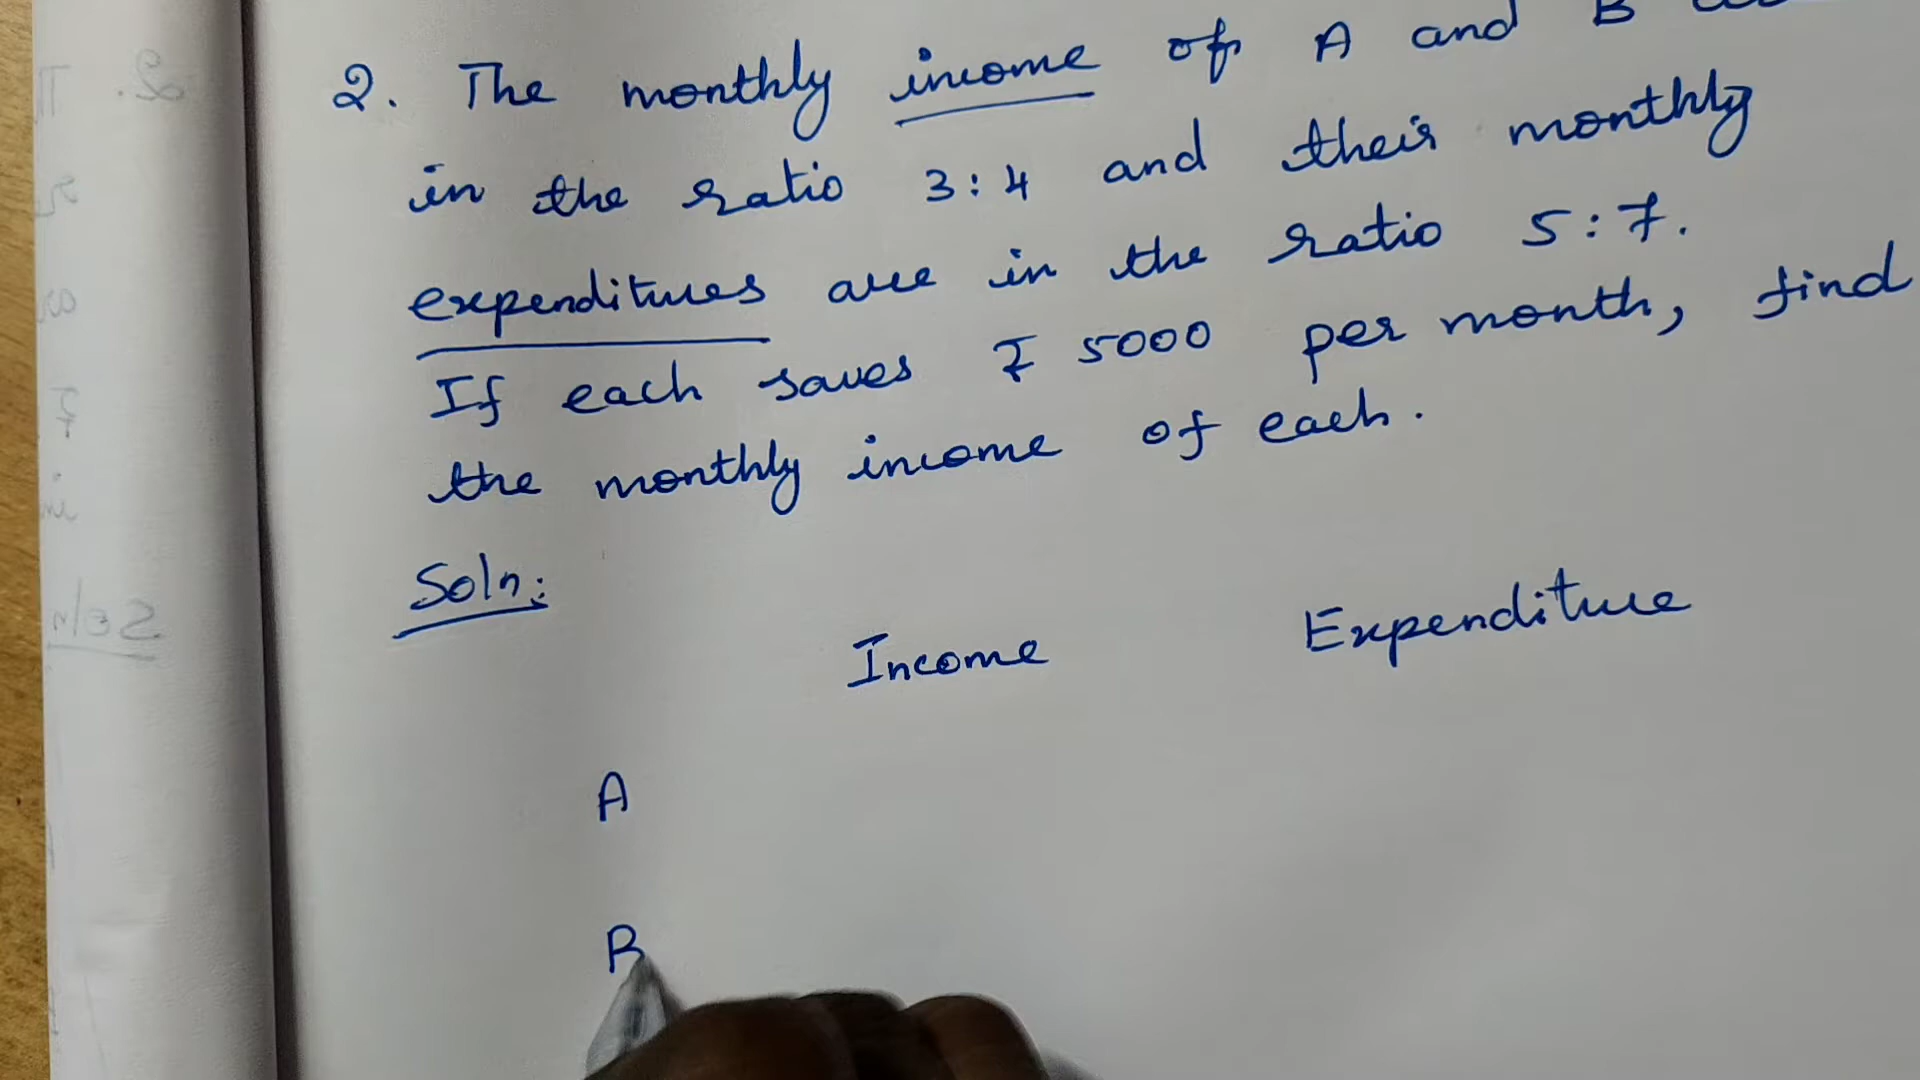 2. The monthly income of A and B
in the ratio 3:4 and their monthly
expenditures are in the ratio 5:7.
If each saves ₹ 5000 per month, find
the monthly income of each.
Soln:
Income Expenditure
A
B